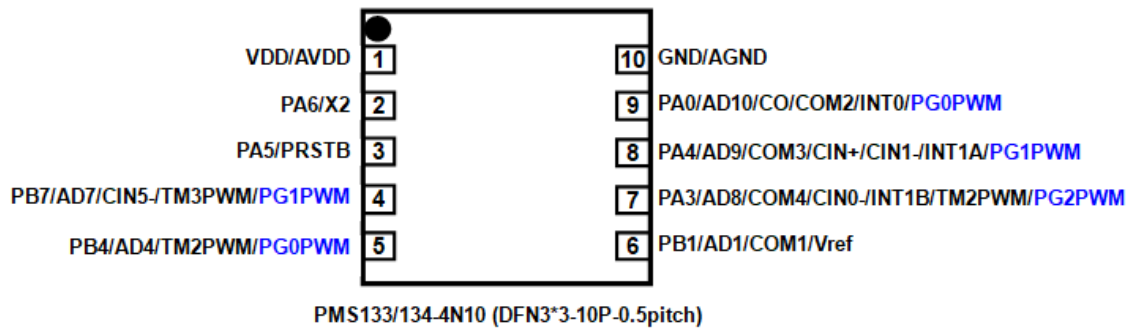 VDD/AVDD 1 10 GND/AGND
PA6/X2 2 9 PA0/AD10/CO/COM2/INT0/PG0PWM
PA5/PRSTB 3 8 PA4/AD9/COM3/CIN+/CIN1-/INT1A/PG1PWM
PB7/AD7/CIN5-/TM3PWM/PG1PWM 4 7 PA3/AD8/COM4/CIN0-/INT1B/TM2PWM/PG2PWM
PB4/AD4/TM2PWM/PG0PWM 5 6 PB1/AD1/COM1/Vref
PMS133/134-4N10 (DFN3*3-10P-0.5pitch)